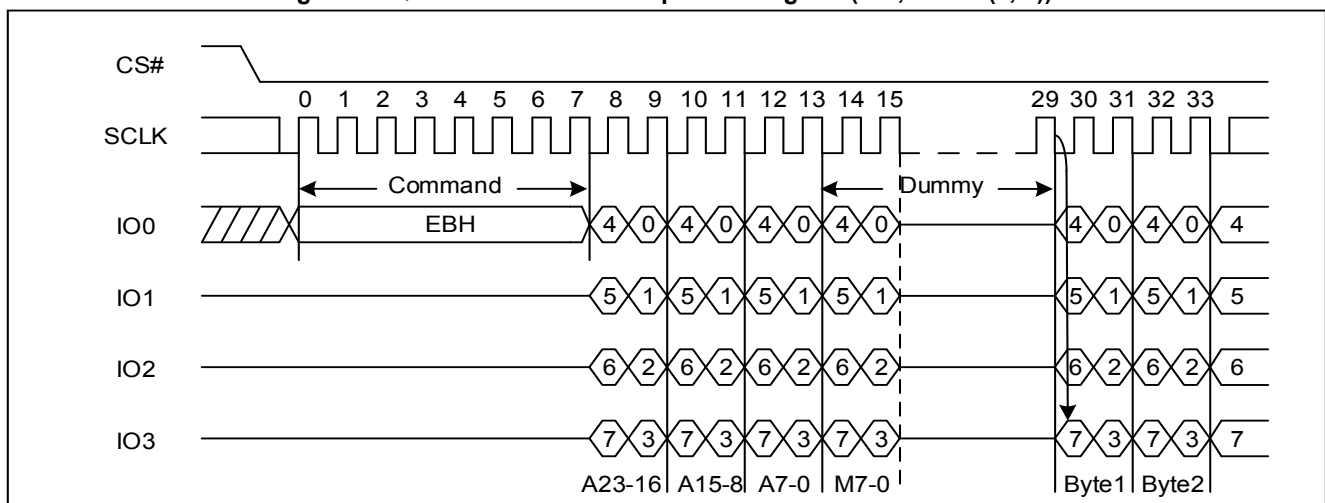 CS#
0 1 2 3 4 5 6 7 8 9 10 11 12 13 14 15 29 30 31 32 33
SCLK
Command Dummy
IO0 EBH 4 0 4 0 4 0 4 0 4 0 4 0 4
IO1 5 1 5 1 5 1 5 1 5 1 5 1 5
IO2 6 2 6 2 6 2 6 2 6 2 6 2 6
IO3 7 3 7 3 7 3 7 3 7 3 7 3 7
A23-16 A15-8 A7-0 M7-0 Byte1 Byte2